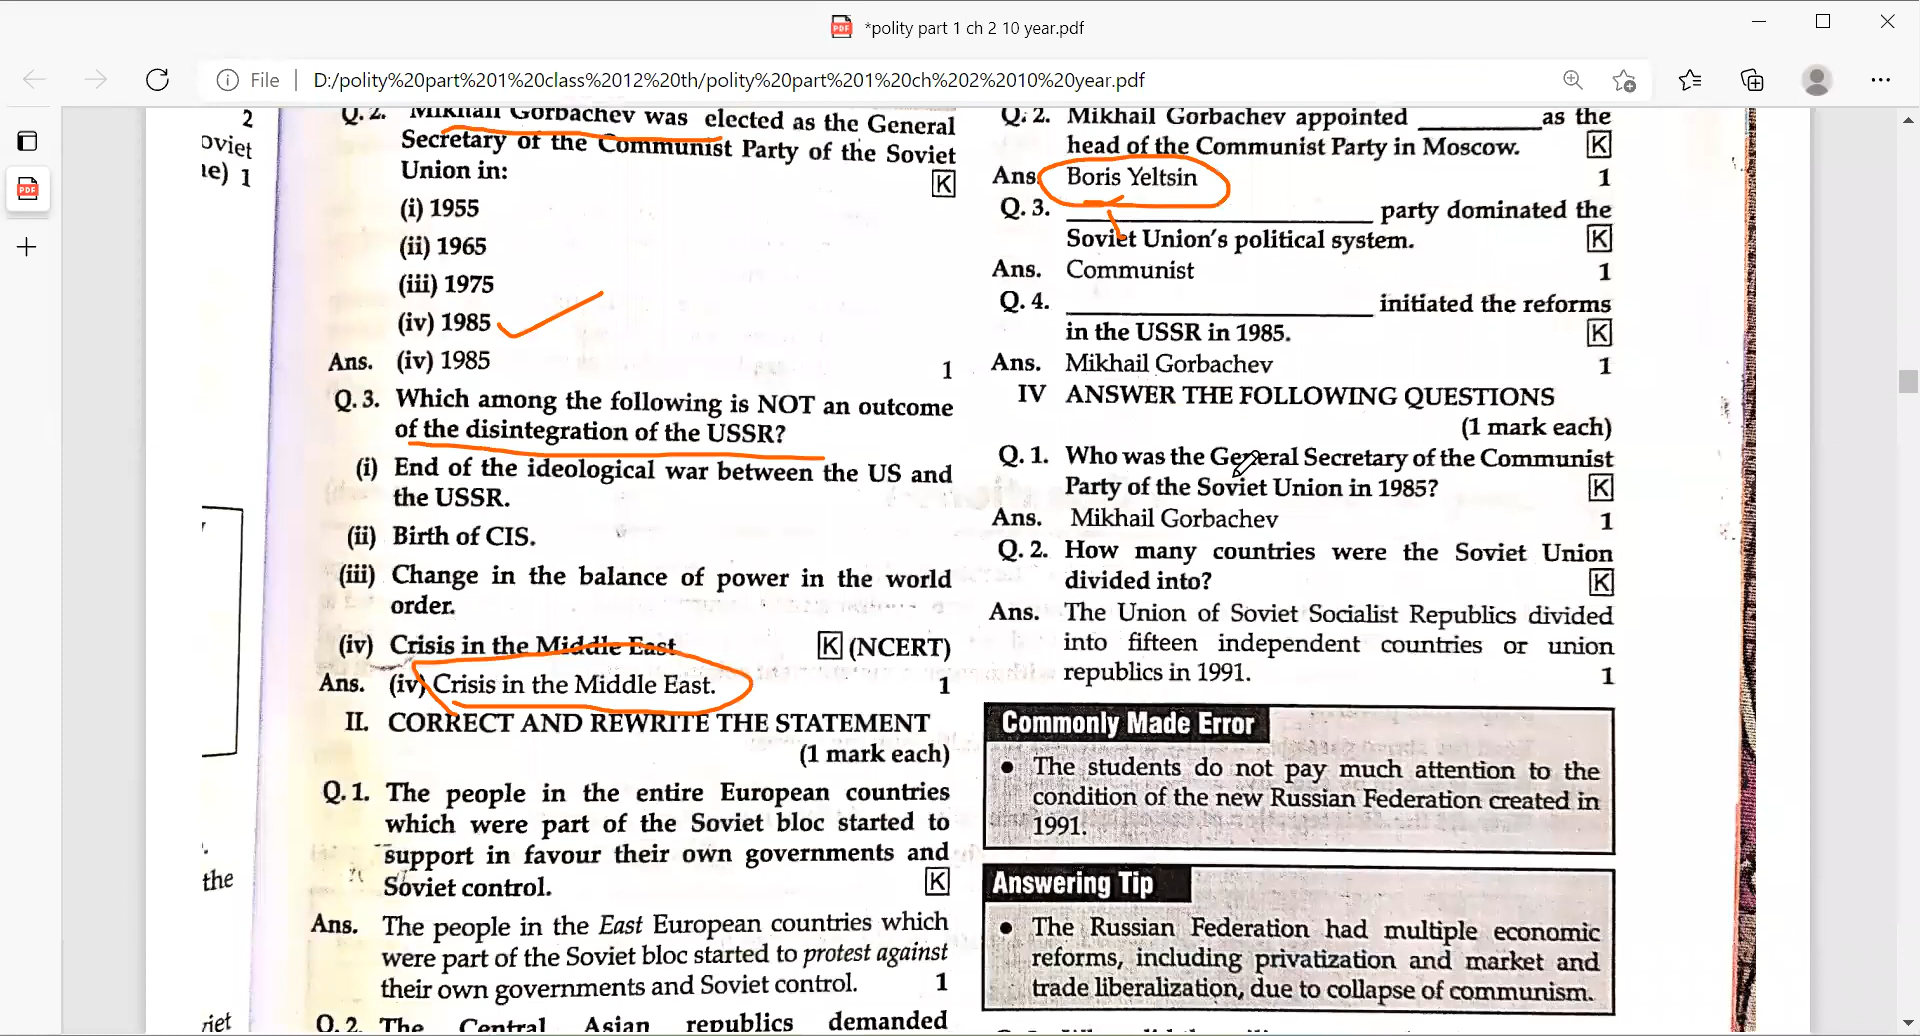 *polity part 1 ch 2 10 year.pdf
File
D:/polity%20part%201%20class%2012%20th/polity%20part%201%20ch%202%2010%20year.pdf
2
oviet
1
the
Q. 2. Mikhail Gorbachev was elected as the General
Secretary of the Communist Party of the Soviet
Union in:
K
(i) 1955
(ii) 1965
(iii) 1975
(iv) 1985
Ans. (iv) 1985
1
Q. 3. Which among the following is NOT an outcome
of the disintegration of the USSR?
(i) End of the ideological war between the US and
the USSR.
(ii) Birth of CIS.
(iii) Change in the balance of power in the world
order.
(iv) Crisis in the Middle East
K (NCERT)
Ans. (iv) Crisis in the Middle East.
1
II. CORRECT AND REWRITE THE STATEMENT
(1 mark each)
Q. 1. The people in the entire European countries
which were part of the Soviet bloc started to
support in favour their own governments and
Soviet control.
K
Ans. The people in the East European countries which
were part of the Soviet bloc started to protest against
their own governments and Soviet control. 1
Q. 2. The Central Asian republics demanded
Q. 2. Mikhail Gorbachev appointed __________ as the
head of the Communist Party in Moscow. K
Ans. Boris Yeltsin 1
Q. 3. __________ party dominated the
Soviet Union's political system. K
Ans. Communist 1
Q. 4. __________ initiated the reforms
in the USSR in 1985. K
Ans. Mikhail Gorbachev 1
IV ANSWER THE FOLLOWING QUESTIONS
(1 mark each)
Q. 1. Who was the General Secretary of the Communist
Party of the Soviet Union in 1985? K
Ans. Mikhail Gorbachev 1
Q. 2. How many countries were the Soviet Union
divided into? K
Ans. The Union of Soviet Socialist Republics divided
into fifteen independent countries or union
republics in 1991. 1
Commonly Made Error
• The students do not pay much attention to the
condition of the new Russian Federation created in
1991.
Answering Tip
• The Russian Federation had multiple economic
reforms, including privatization and market and
trade liberalization, due to collapse of communism.